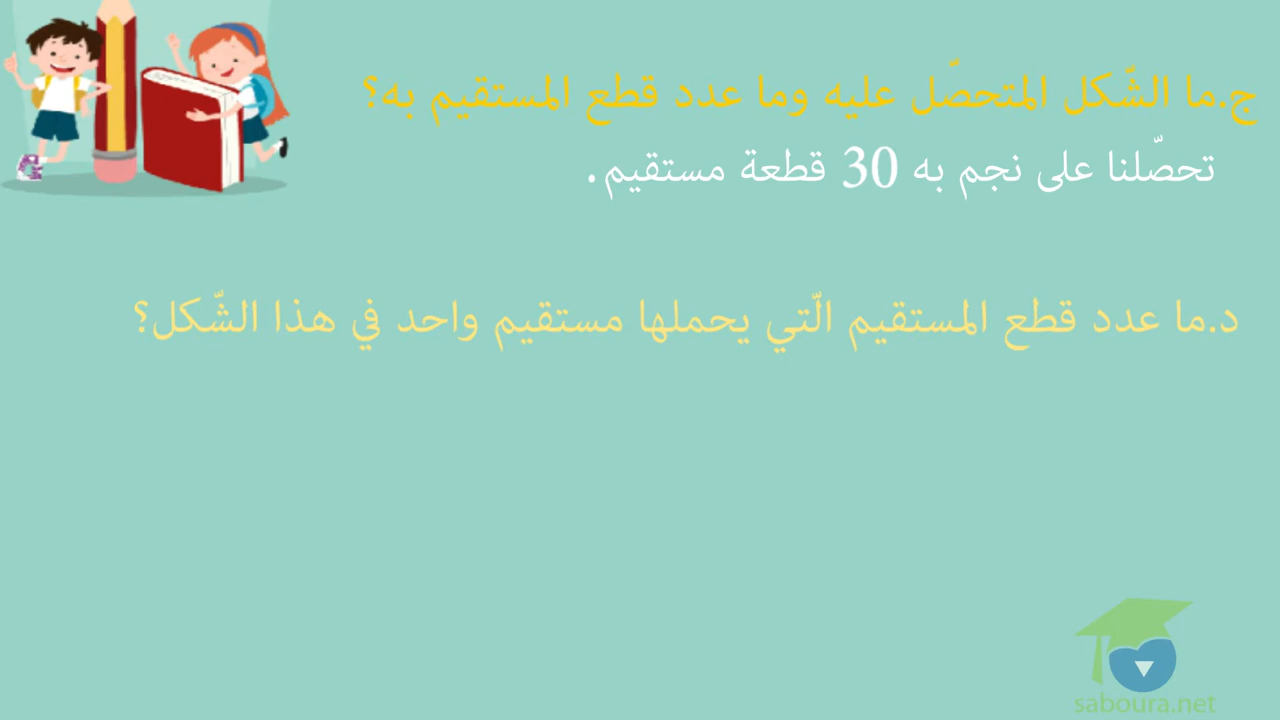 ج.ما الشّكل المتحصّل عليه وما عدد قطع المستقيم به؟
تحصّلنا على نجم به 30 قطعة مستقيم.
د.ما عدد قطع المستقيم الّتي يحملها مستقيم واحد في هذا الشّكل؟
saboura.net